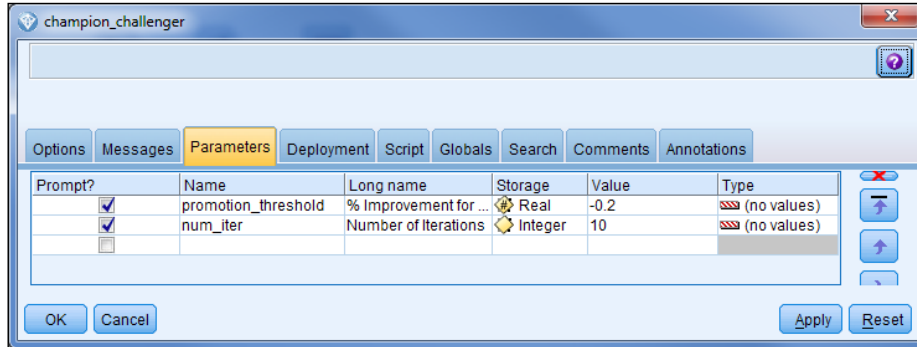 champion_challenger
Options Messages Parameters Deployment Script Globals Search Comments Annotations
Prompt? Name Long name Storage Value Type
promotion_threshold % Improvement for ... Real -0.2 (no values)
num_iter Number of Iterations Integer 10 (no values)
OK Cancel Apply Reset